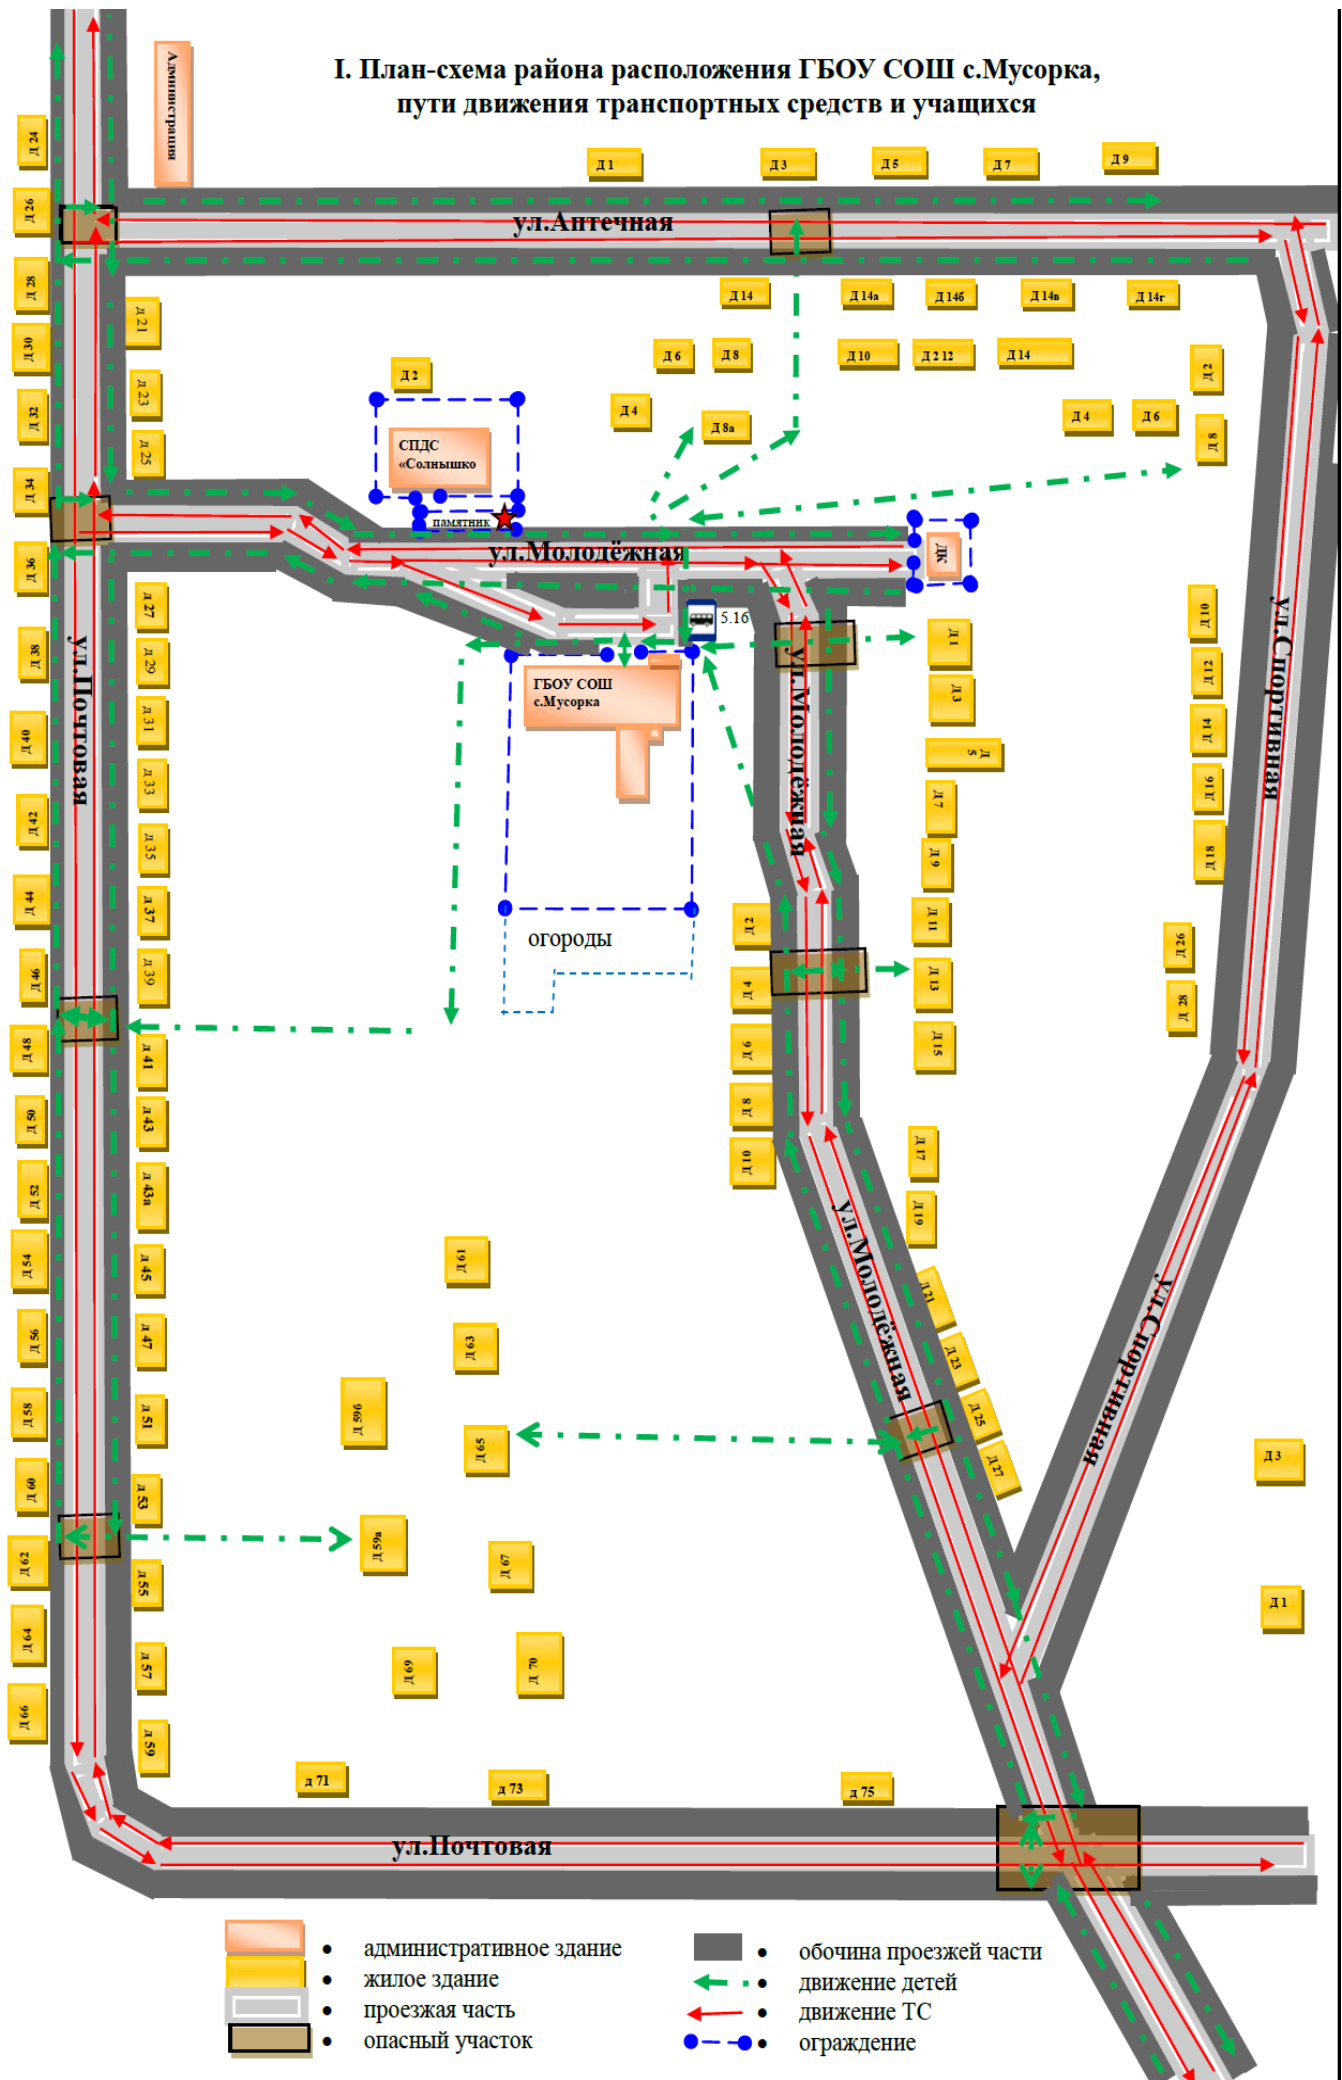 I. План-схема района расположения ГБОУ СОШ с.Мусорка,
пути движения транспортных средств и учащихся
Администрация
Д 24
Д 26
Д 28
Д 30
Д 32
Д 34
Д 36
Д 38
Д 40
Д 42
Д 44
Д 46
Д 48
Д 50
Д 52
Д 54
Д 56
Д 58
Д 60
Д 62
Д 64
Д 66
Д 1
Д 3
Д 5
Д 7
Д 9
ул.Аптечная
Д 14
Д 14а
Д 14б
Д 14в
Д 14г
д 21
д 23
д 25
Д 6
Д 8
Д 10
Д 2 12
Д 14
Д 2
Д 2
Д 4
Д 8а
Д 4
Д 6
Д 8
СПДС
«Солнышко
памятник
ул.Молодёжная
ДК
5.16
ГБОУ СОШ
с.Мусорка
огороды
ул.Почтовая
д 27
д 29
д 31
д 33
д 35
д 37
д 39
д 41
д 43
д 43а
д 45
д 47
д 51
д 53
д 55
д 57
д 59
ул.Молодёжная
Д 1
Д 3
Д 5
Д 7
Д 9
Д 11
Д 13
Д 15
Д 17
Д 19
Д 21
Д 23
Д 25
Д 27
Д 2
Д 4
Д 6
Д 8
Д 10
ул.Молодёжная
ул.Спортивная
Д 10
Д 12
Д 14
Д 16
Д 18
Д 26
Д 28
ул.Спортивная
Д 3
Д 1
Д 61
Д 63
Д 59б
Д 65
Д 59а
Д 67
Д 69
Д 70
д 71
д 73
д 75
ул.Почтовая
• административное здание
• жилое здание
• проезжая часть
• опасный участок
• обочина проезжей части
• движение детей
• движение ТС
• ограждение